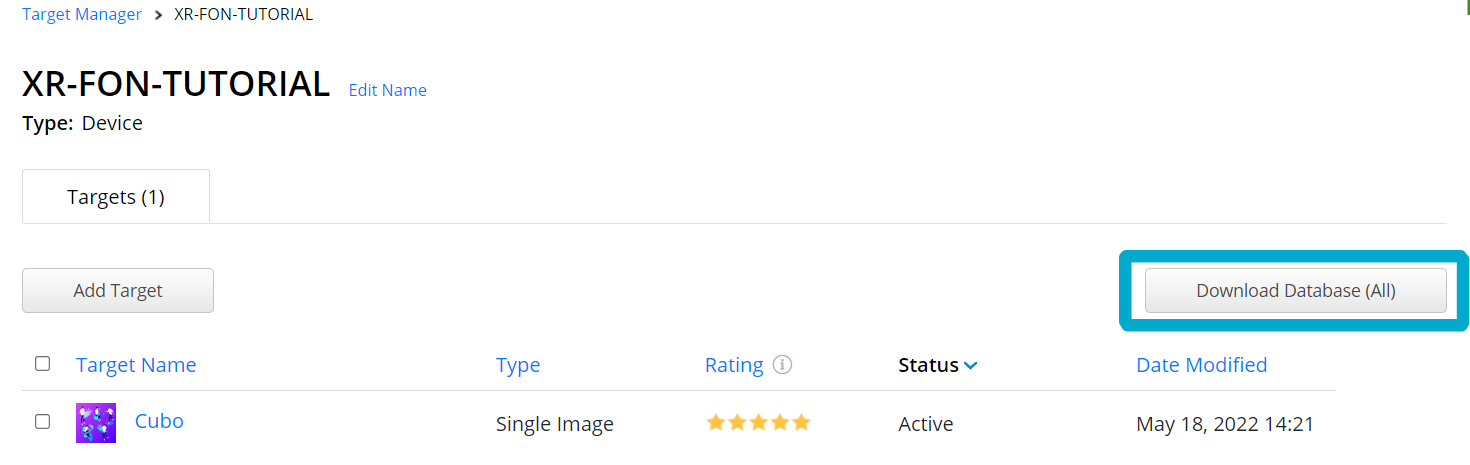 Target Manager > XR-FON-TUTORIAL
XR-FON-TUTORIAL Edit Name
Type: Device
Targets (1)
Add Target Download Database (All)
Target Name Type Rating Status Date Modified
Cubo Single Image Active May 18, 2022 14:21